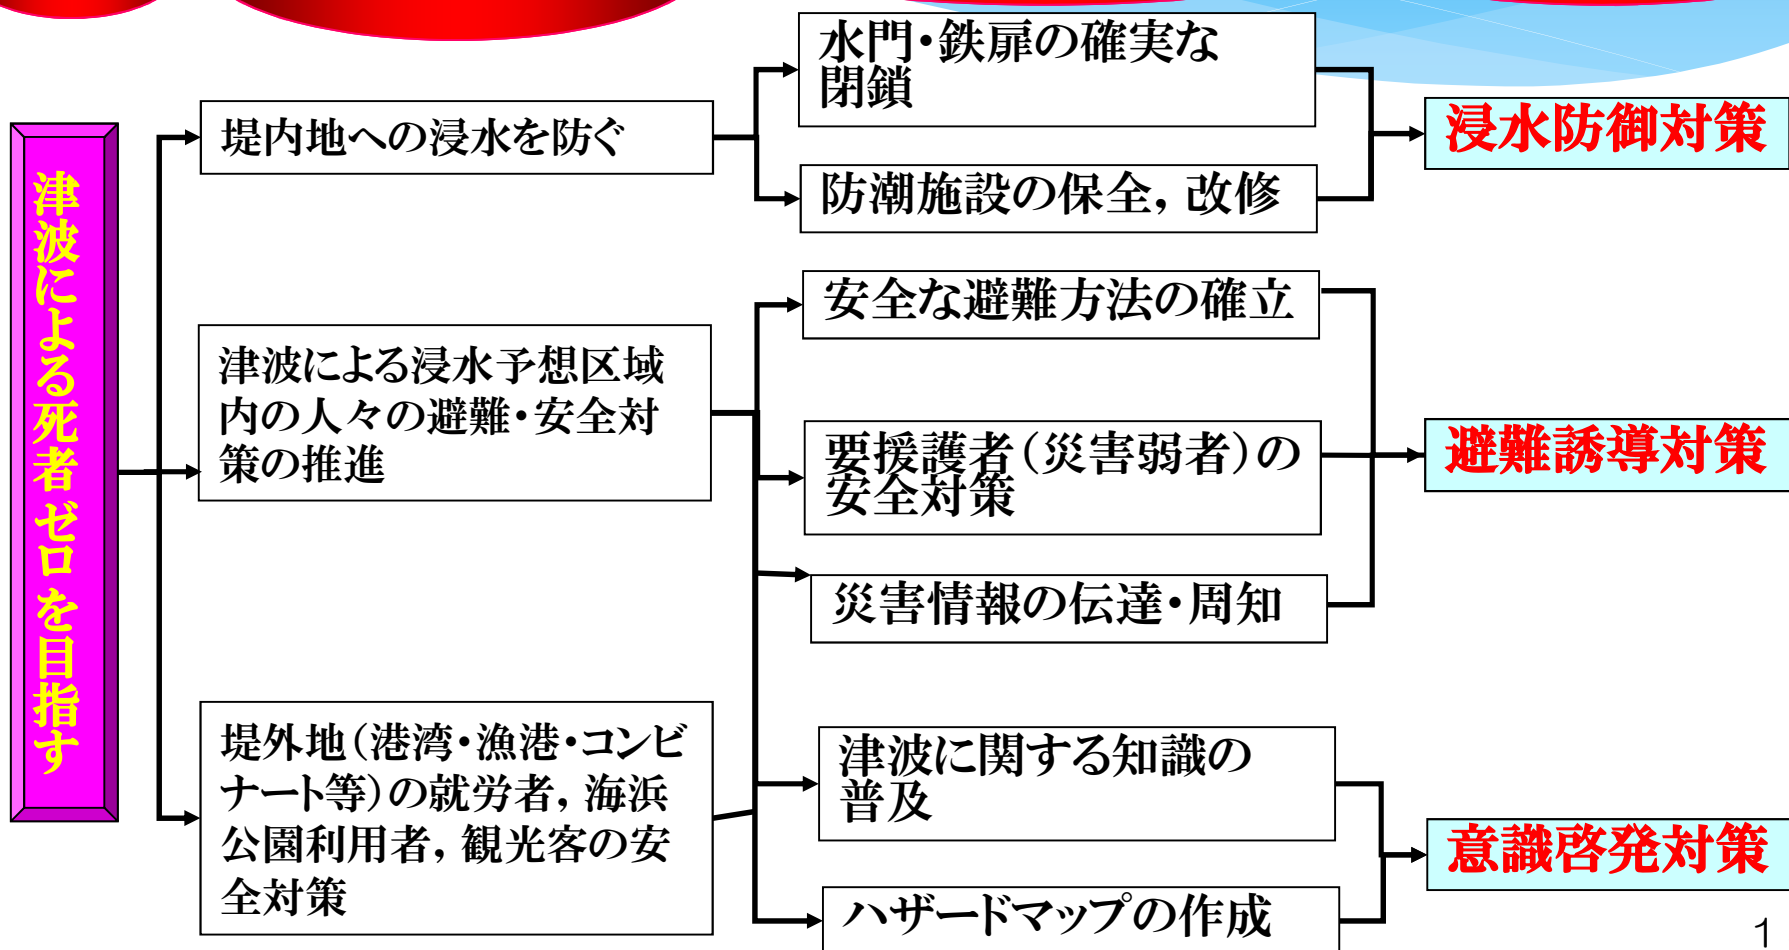 津波による死者ゼロを目指す
堤内地への浸水を防ぐ
津波による浸水予想区域
内の人々の避難・安全対
策の推進
堤外地(港湾・漁港・コンビ
ナート等)の就労者,海浜
公園利用者,観光客の安
全対策
水門・鉄扉の確実な
閉鎖
防潮施設の保全,改修
安全な避難方法の確立
要援護者(災害弱者)の
安全対策
災害情報の伝達・周知
津波に関する知識の
普及
ハザードマップの作成
浸水防御対策
避難誘導対策
意識啓発対策
1